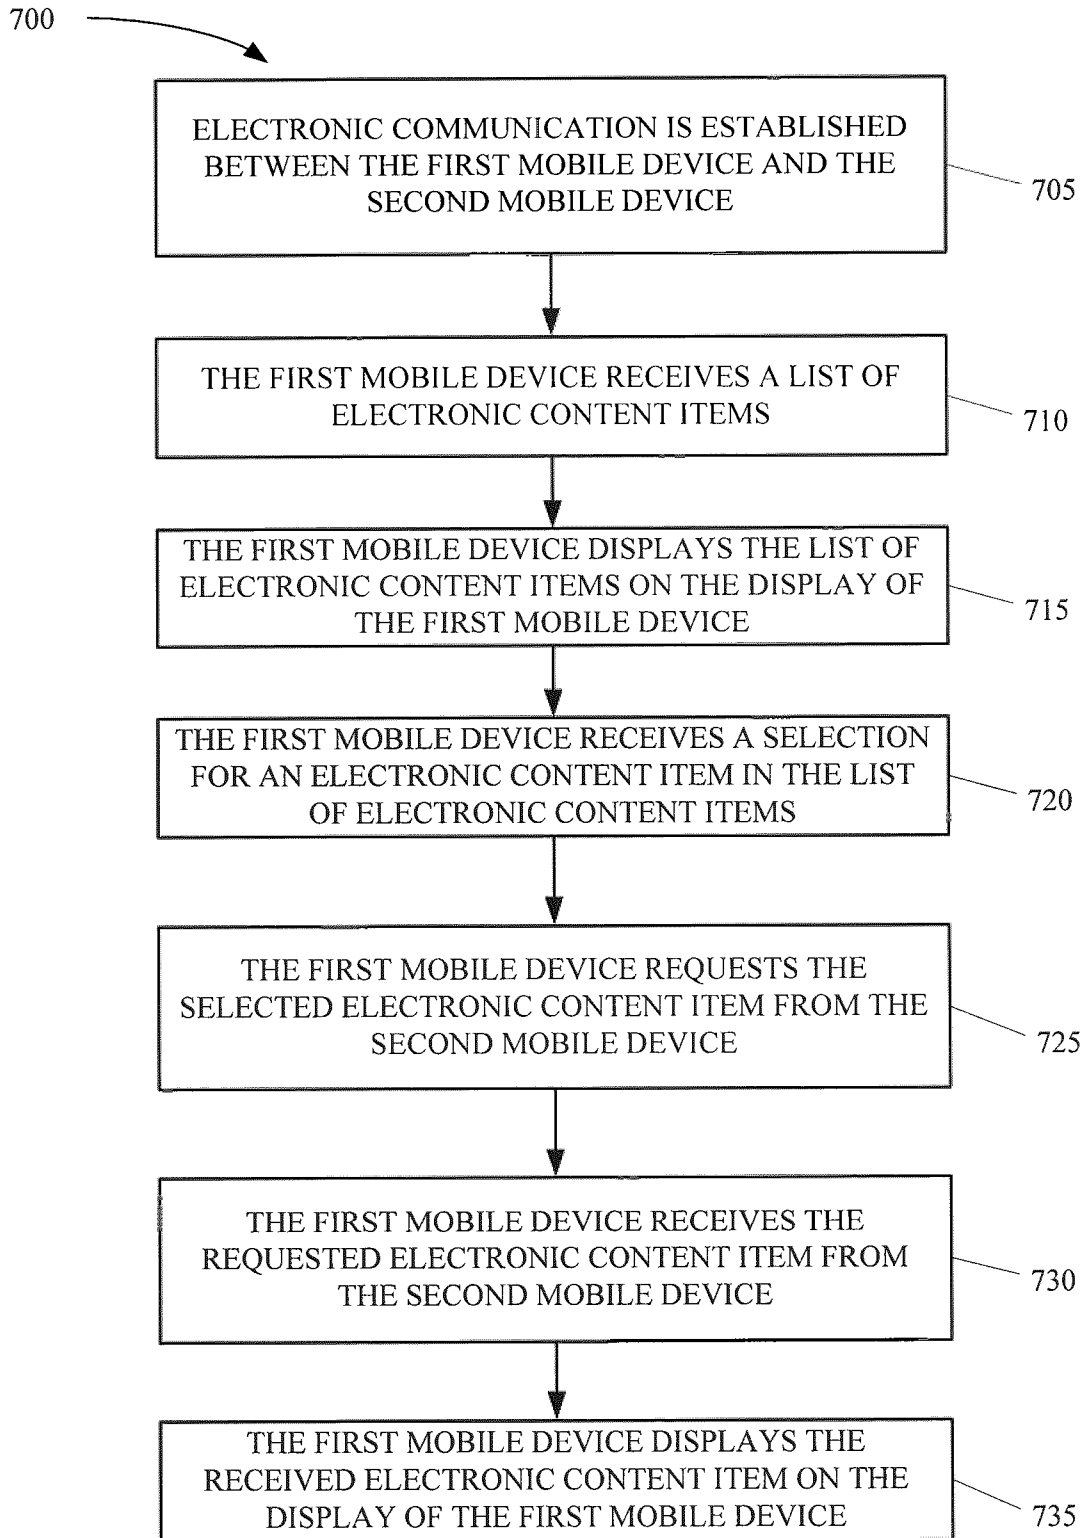 700
ELECTRONIC COMMUNICATION IS ESTABLISHED
BETWEEN THE FIRST MOBILE DEVICE AND THE
SECOND MOBILE DEVICE
705
THE FIRST MOBILE DEVICE RECEIVES A LIST OF
ELECTRONIC CONTENT ITEMS
710
THE FIRST MOBILE DEVICE DISPLAYS THE LIST OF
ELECTRONIC CONTENT ITEMS ON THE DISPLAY OF
THE FIRST MOBILE DEVICE
715
THE FIRST MOBILE DEVICE RECEIVES A SELECTION
FOR AN ELECTRONIC CONTENT ITEM IN THE LIST
OF ELECTRONIC CONTENT ITEMS
720
THE FIRST MOBILE DEVICE REQUESTS THE
SELECTED ELECTRONIC CONTENT ITEM FROM THE
SECOND MOBILE DEVICE
725
THE FIRST MOBILE DEVICE RECEIVES THE
REQUESTED ELECTRONIC CONTENT ITEM FROM
THE SECOND MOBILE DEVICE
730
THE FIRST MOBILE DEVICE DISPLAYS THE
RECEIVED ELECTRONIC CONTENT ITEM ON THE
DISPLAY OF THE FIRST MOBILE DEVICE
735